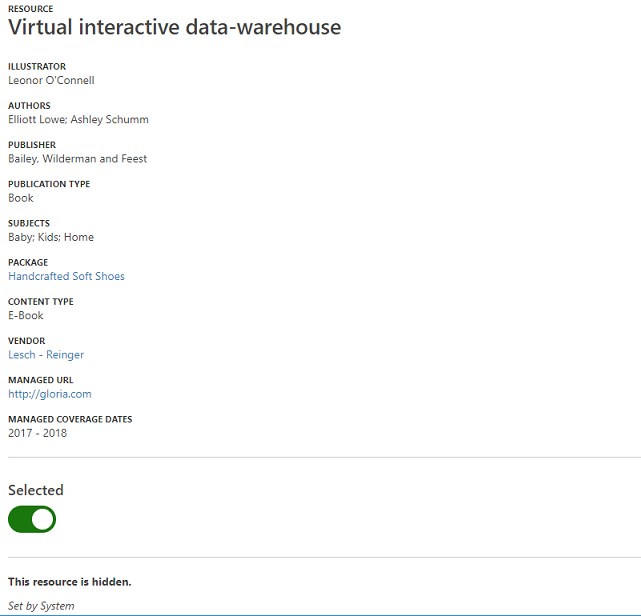 RESOURCE
Virtual interactive data-warehouse
ILLUSTRATOR
Leonor O'Connell
AUTHORS
Elliott Lowe; Ashley Schumm
PUBLISHER
Bailey, Wilderman and Feest
PUBLICATION TYPE
Book
SUBJECTS
Baby; Kids; Home
PACKAGE
Handcrafted Soft Shoes
CONTENT TYPE
E-Book
VENDOR
Lesch - Reinger
MANAGED URL
http://gloria.com
MANAGED COVERAGE DATES
2017 - 2018
Selected
This resource is hidden.
Set by System